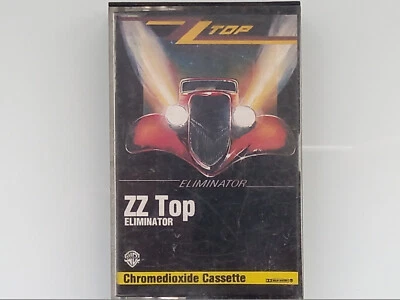 ZZ TOP
ELIMINATOR
ZZ Top
ELIMINATOR
Chromedioxide Cassette